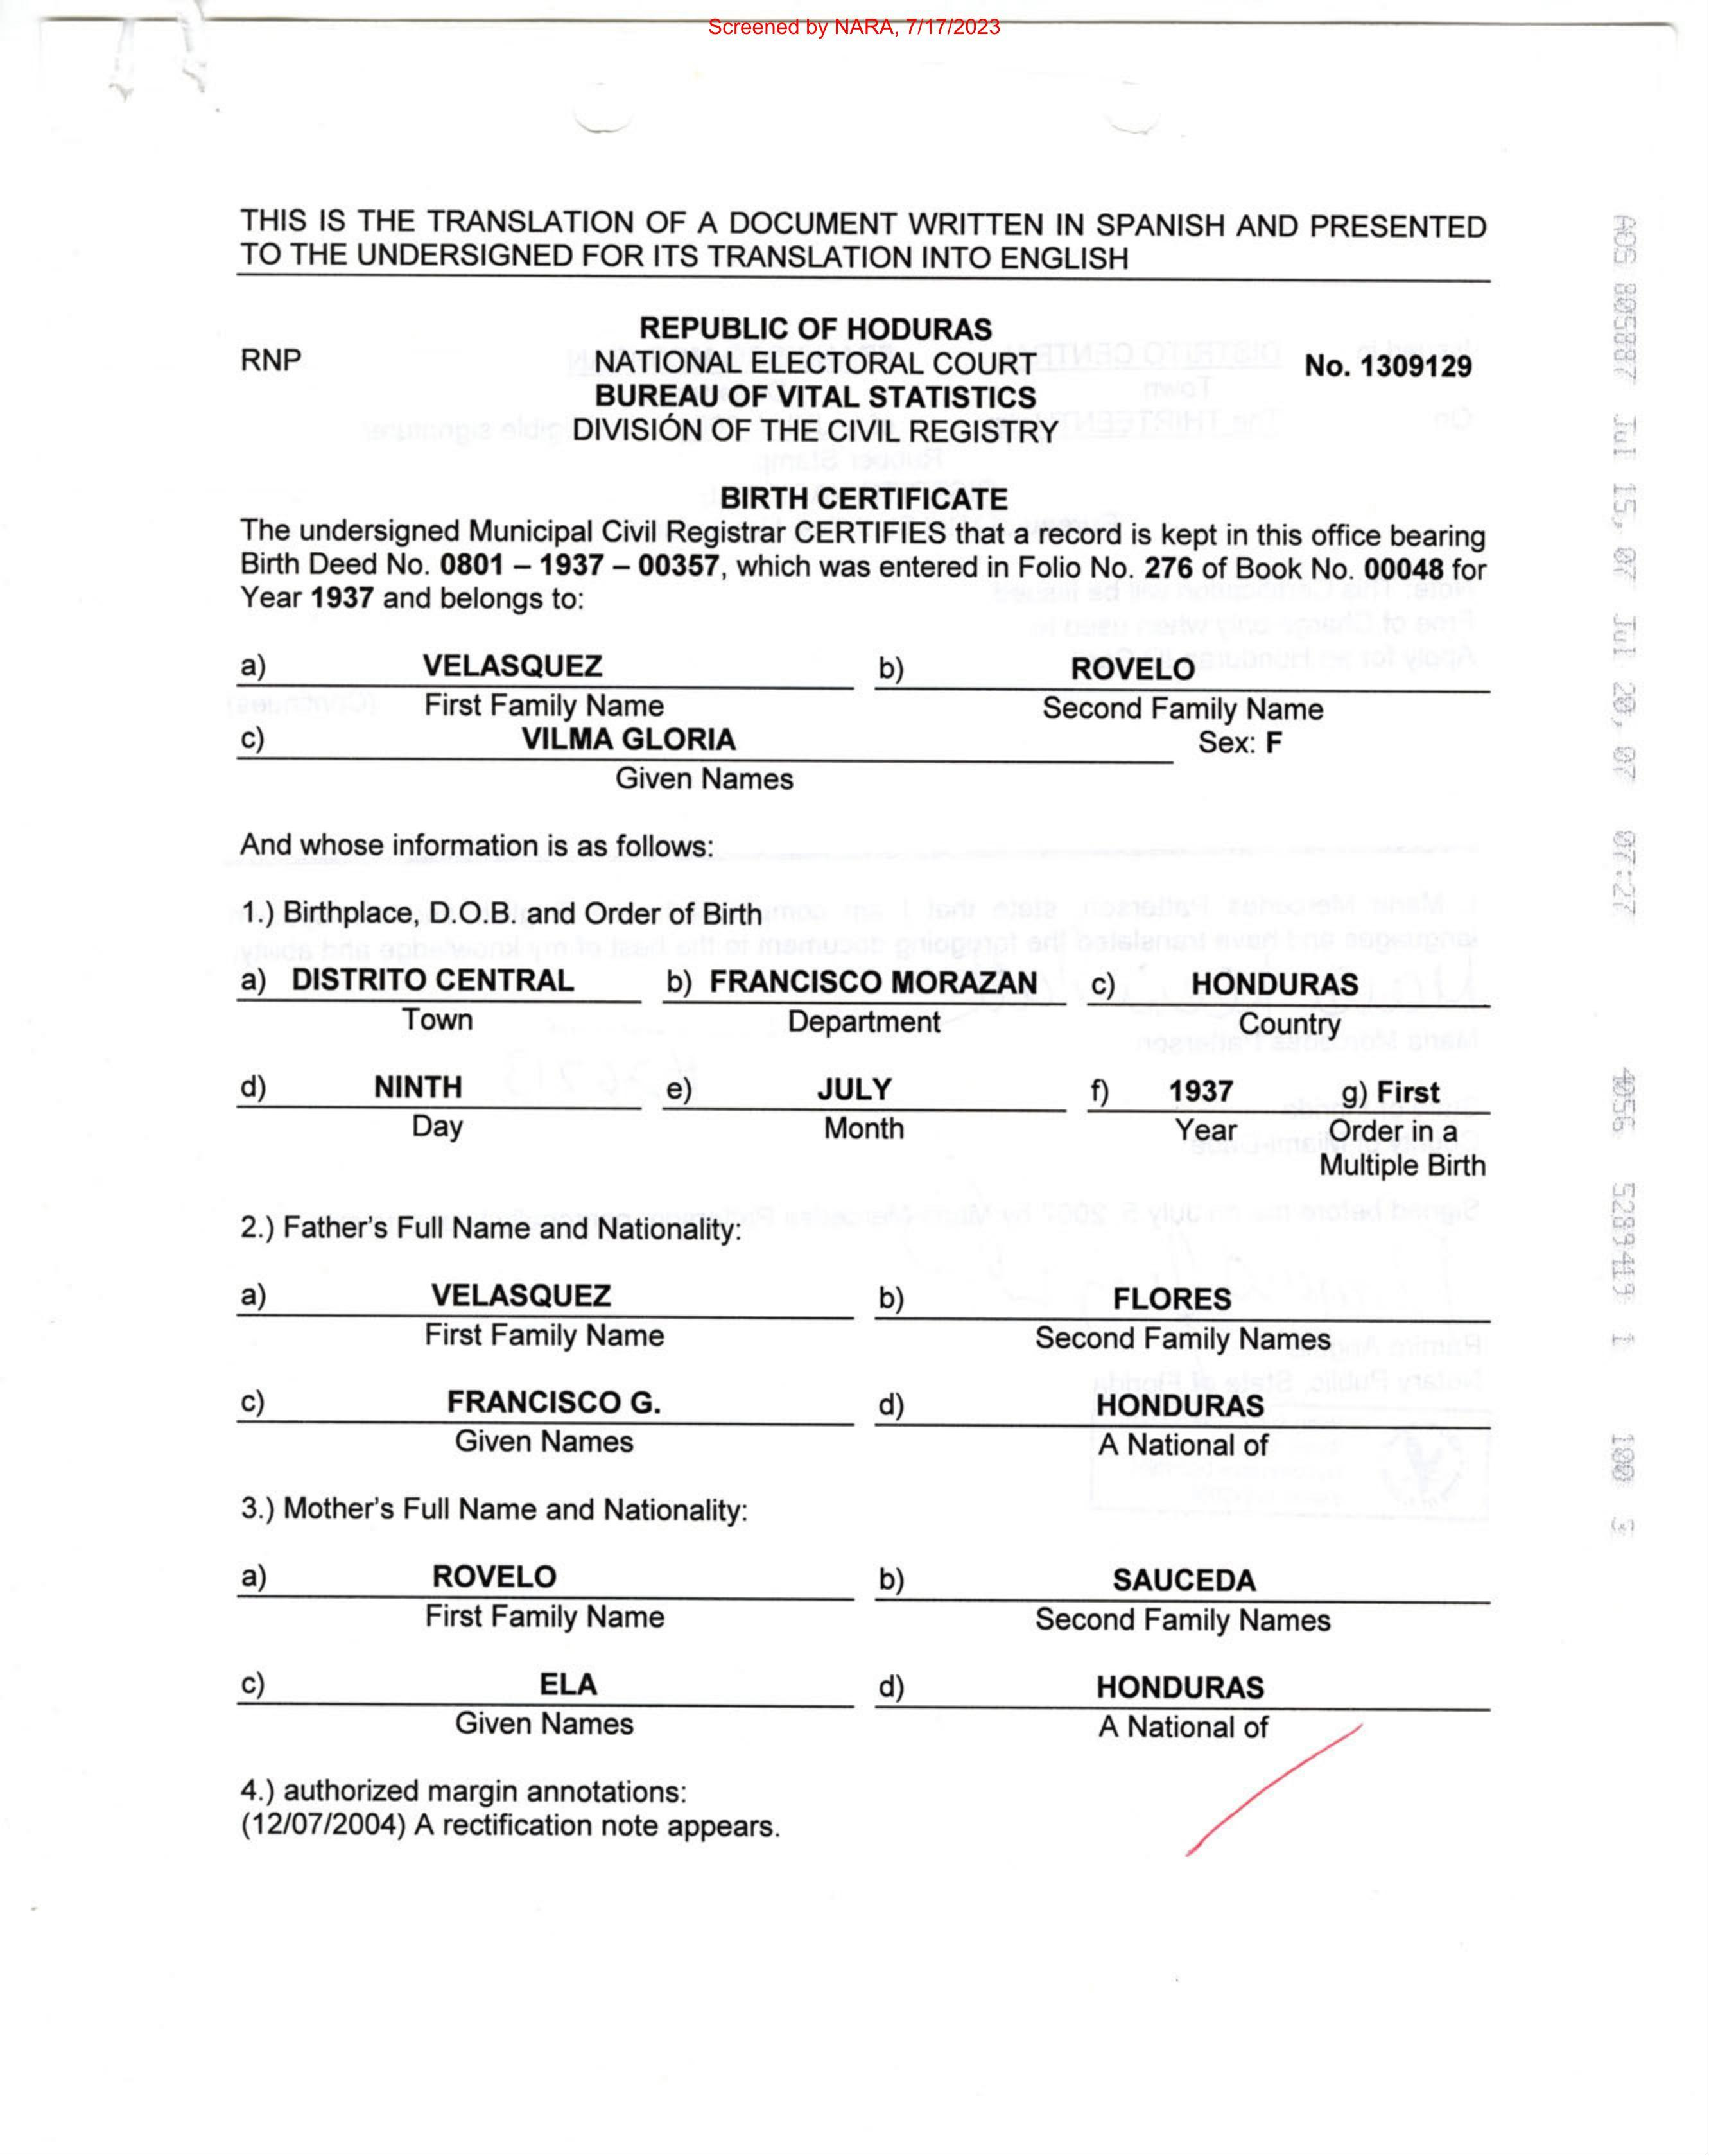 Screened by NARA, 7/17/2023
THIS IS THE TRANSLATION OF A DOCUMENT WRITTEN IN SPANISH AND PRESENTED
TO THE UNDERSIGNED FOR ITS TRANSLATION INTO ENGLISH
REPUBLIC OF HODURAS
RNP NATIONAL ELECTORAL COURT No. 1309129
BUREAU OF VITAL STATISTICS
DIVISIÓN OF THE CIVIL REGISTRY
BIRTH CERTIFICATE
The undersigned Municipal Civil Registrar CERTIFIES that a record is kept in this office bearing
Birth Deed No. 0801 – 1937 – 00357, which was entered in Folio No. 276 of Book No. 00048 for
Year 1937 and belongs to:
a) VELASQUEZ b) ROVELO
First Family Name Second Family Name
c) VILMA GLORIA Sex: F
Given Names
And whose information is as follows:
1.) Birthplace, D.O.B. and Order of Birth
a) DISTRITO CENTRAL b) FRANCISCO MORAZAN c) HONDURAS
Town Department Country
d) NINTH e) JULY f) 1937 g) First
Day Month Year Order in a
Multiple Birth
2.) Father's Full Name and Nationality:
a) VELASQUEZ b) FLORES
First Family Name Second Family Names
c) FRANCISCO G. d) HONDURAS
Given Names A National of
3.) Mother's Full Name and Nationality:
a) ROVELO b) SAUCEDA
First Family Name Second Family Names
c) ELA d) HONDURAS
Given Names A National of
4.) authorized margin annotations:
(12/07/2004) A rectification note appears.
Jul 15, 07 Jul 20, 07 07:27 4056 5289419 1 100 3